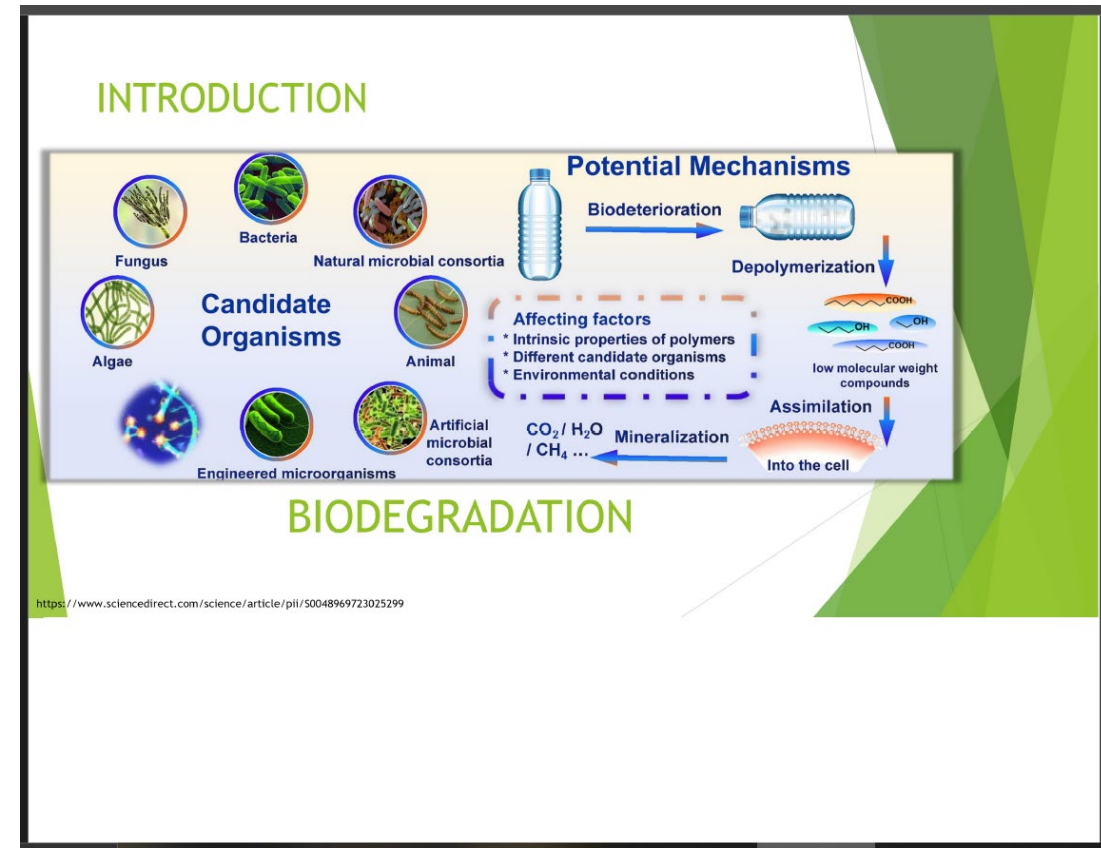 INTRODUCTION
Fungus
Bacteria
Natural microbial consortia
Algae
Candidate
Organisms
Animal
Engineered microorganisms
Artificial
microbial
consortia
Potential Mechanisms
Biodeterioration
Depolymerization
COOH
OH
OH
COOH
low molecular weight
compounds
Affecting factors
* Intrinsic properties of polymers
* Different candidate organisms
* Environmental conditions
Assimilation
Into the cell
Mineralization
CO₂ / H₂O
/ CH₄ ...
BIODEGRADATION
https://www.sciencedirect.com/science/article/pii/S0048969723025299